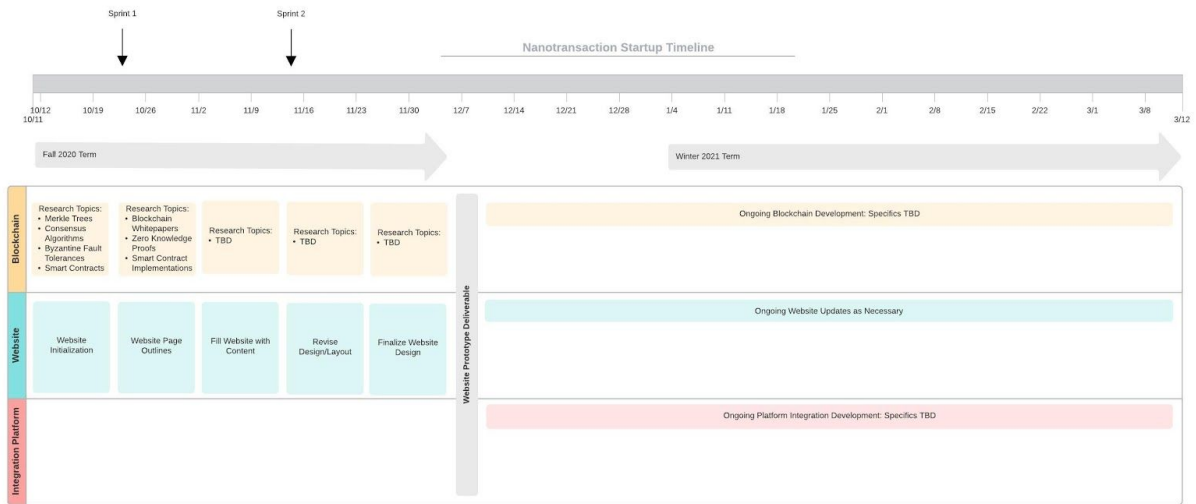 Sprint 1
Sprint 2
Nanotransaction Startup Timeline
10/12
10/19
10/26
11/2
11/9
11/16
11/23
11/30
12/7
12/14
12/21
12/28
1/4
1/11
1/18
1/25
2/1
2/8
2/15
2/22
3/1
3/8
10/11
3/12
Fall 2020 Term
Winter 2021 Term
Blockchain
Research Topics:
• Merkle Trees
• Consensus
Algorithms
• Byzantine Fault
Tolerances
• Smart Contracts
Research Topics:
• Blockchain
Whitepapers
• Zero Knowledge
Proofs
• Smart Contract
Implementations
Research Topics:
• TBD
Research Topics:
• TBD
Research Topics:
• TBD
Website Prototype Deliverable
Ongoing Blockchain Development: Specifics TBD
Website
Website
Initialization
Website Page
Outlines
Fill Website with
Content
Revise
Design/Layout
Finalize Website
Design
Ongoing Website Updates as Necessary
Integration Platform
Ongoing Platform Integration Development: Specifics TBD